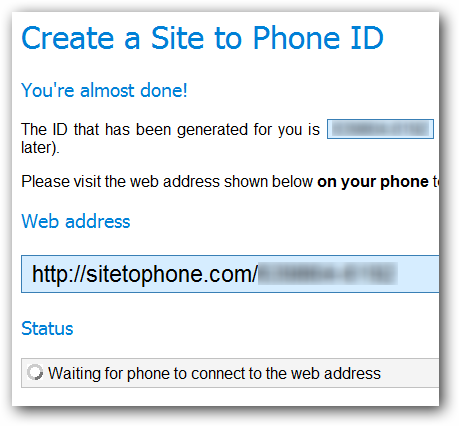 Create a Site to Phone ID
You're almost done!
The ID that has been generated for you is
later).
Please visit the web address shown below on your phone
Web address
http://sitetophone.com/
Status
Waiting for phone to connect to the web address